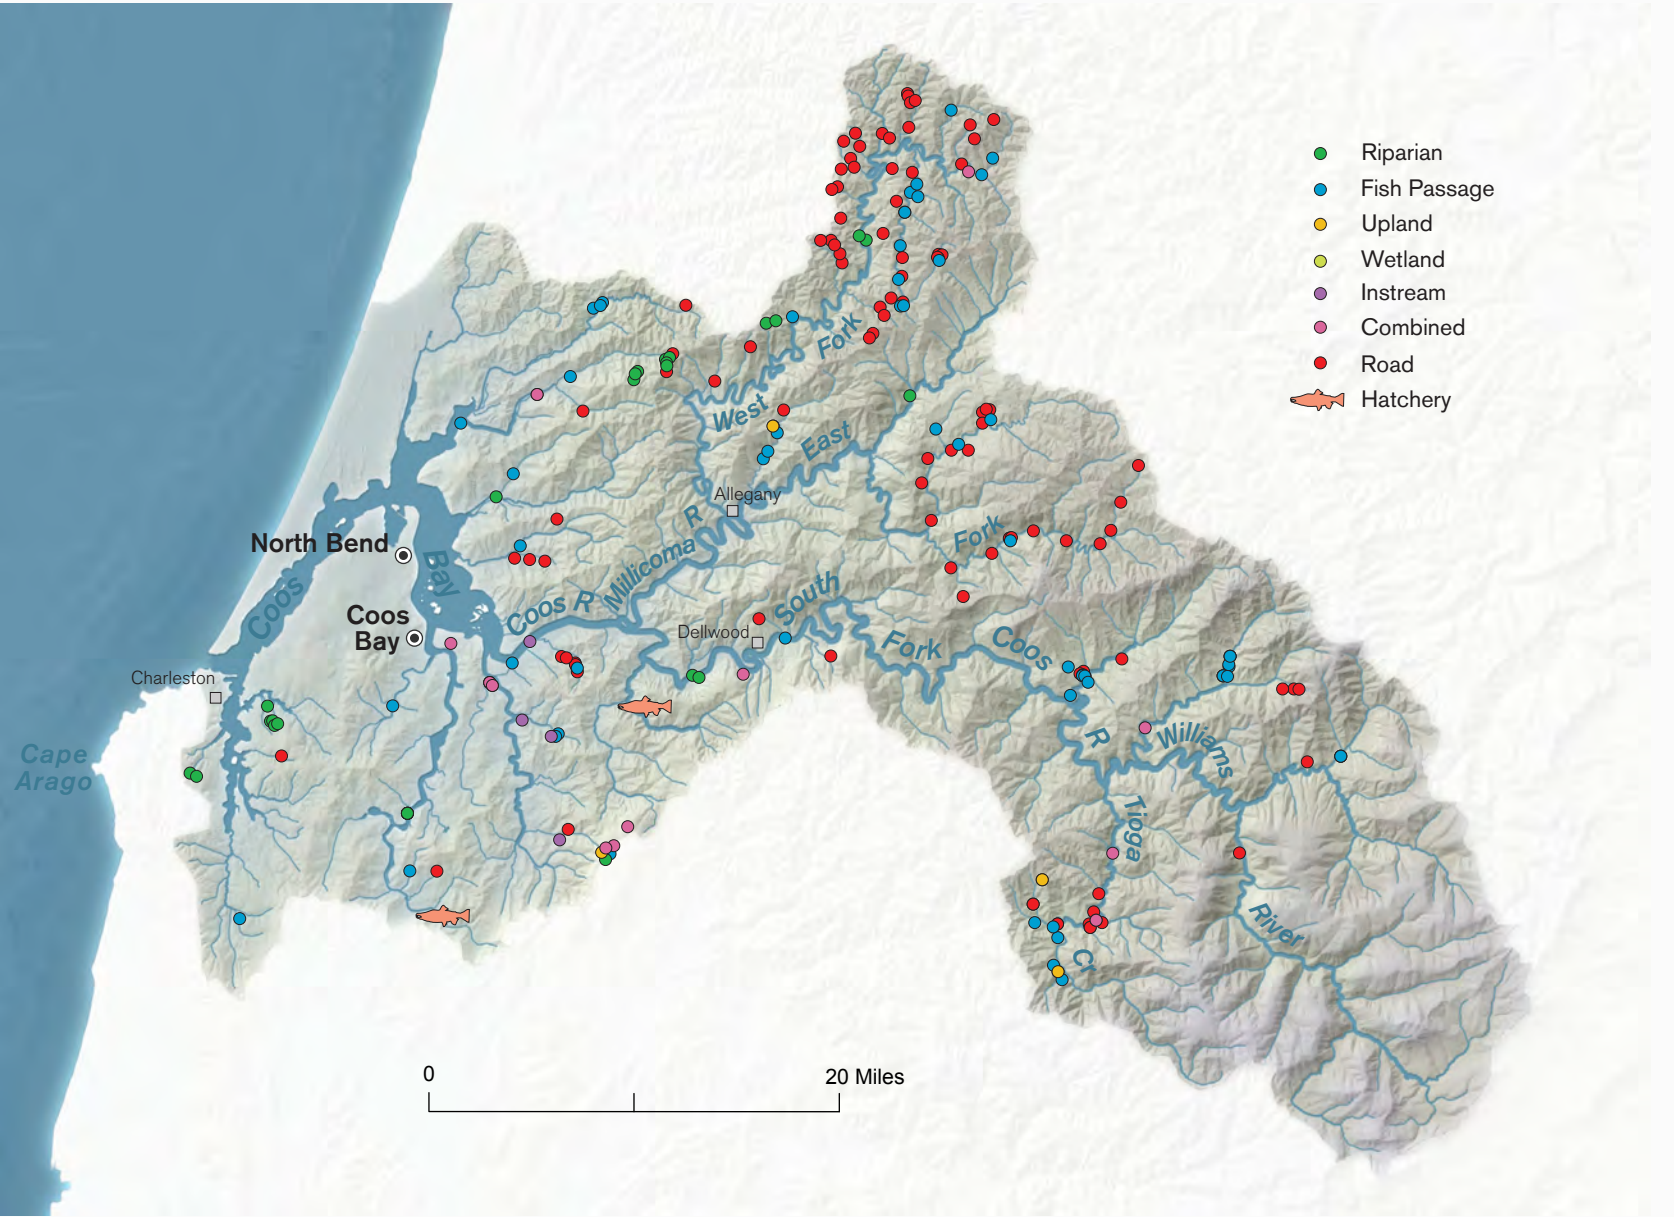 Riparian
Fish Passage
Upland
Wetland
Instream
Combined
Road
Hatchery
Fork
West
East
Allegany
R
Millicoma
Fork
North Bend
Bay
Coos
Coos R
South
Coos
Bay
Dellwood
Fork
Coos
Charleston
R
Williams
Cape
Arago
Tioga
River
Cr
0
20 Miles